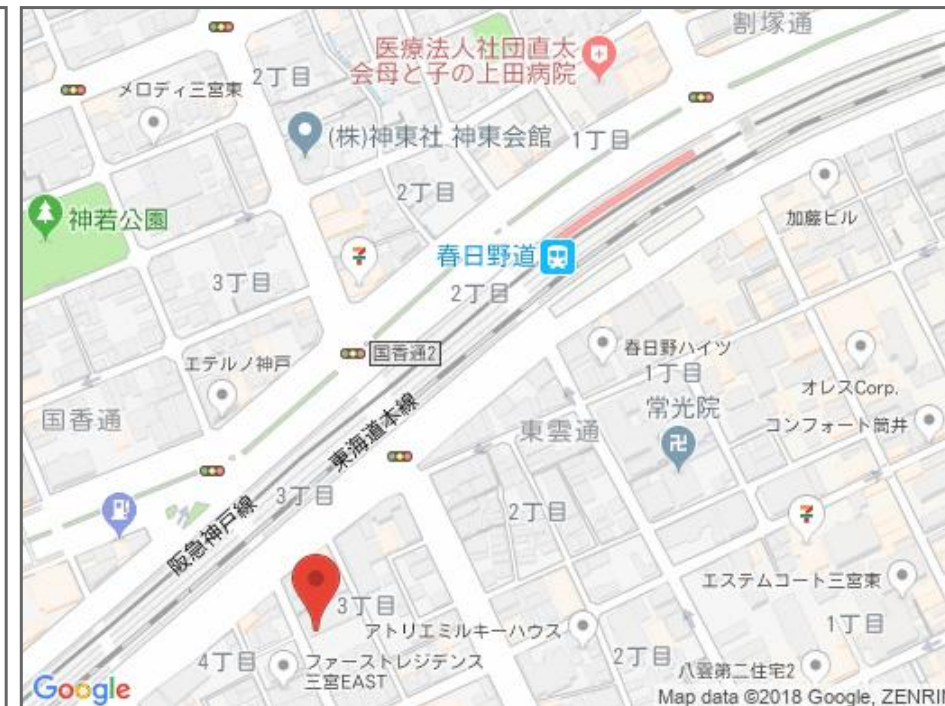 割塚通
医療法人社団直太
会母と子の上田病院
2丁目
メロディ三宮東
(株)神東社 神東会館
1丁目
2丁目
加藤ビル
神若公園
春日野道
3丁目
2丁目
国香通2
春日野ハイツ
エテルノ神戸
1丁目
オレスCorp.
常光院
国香通
コンフォート筒井
東海道本線
東雲通
3丁目
2丁目
阪急神戸線
エステムコート三宮東
3丁目
アトリエミルキーハウス
1丁目
4丁目
ファーストレジデンス
三宮EAST
2丁目
八雲第二住宅2
Google
Map data ©2018 Google, ZENRIN